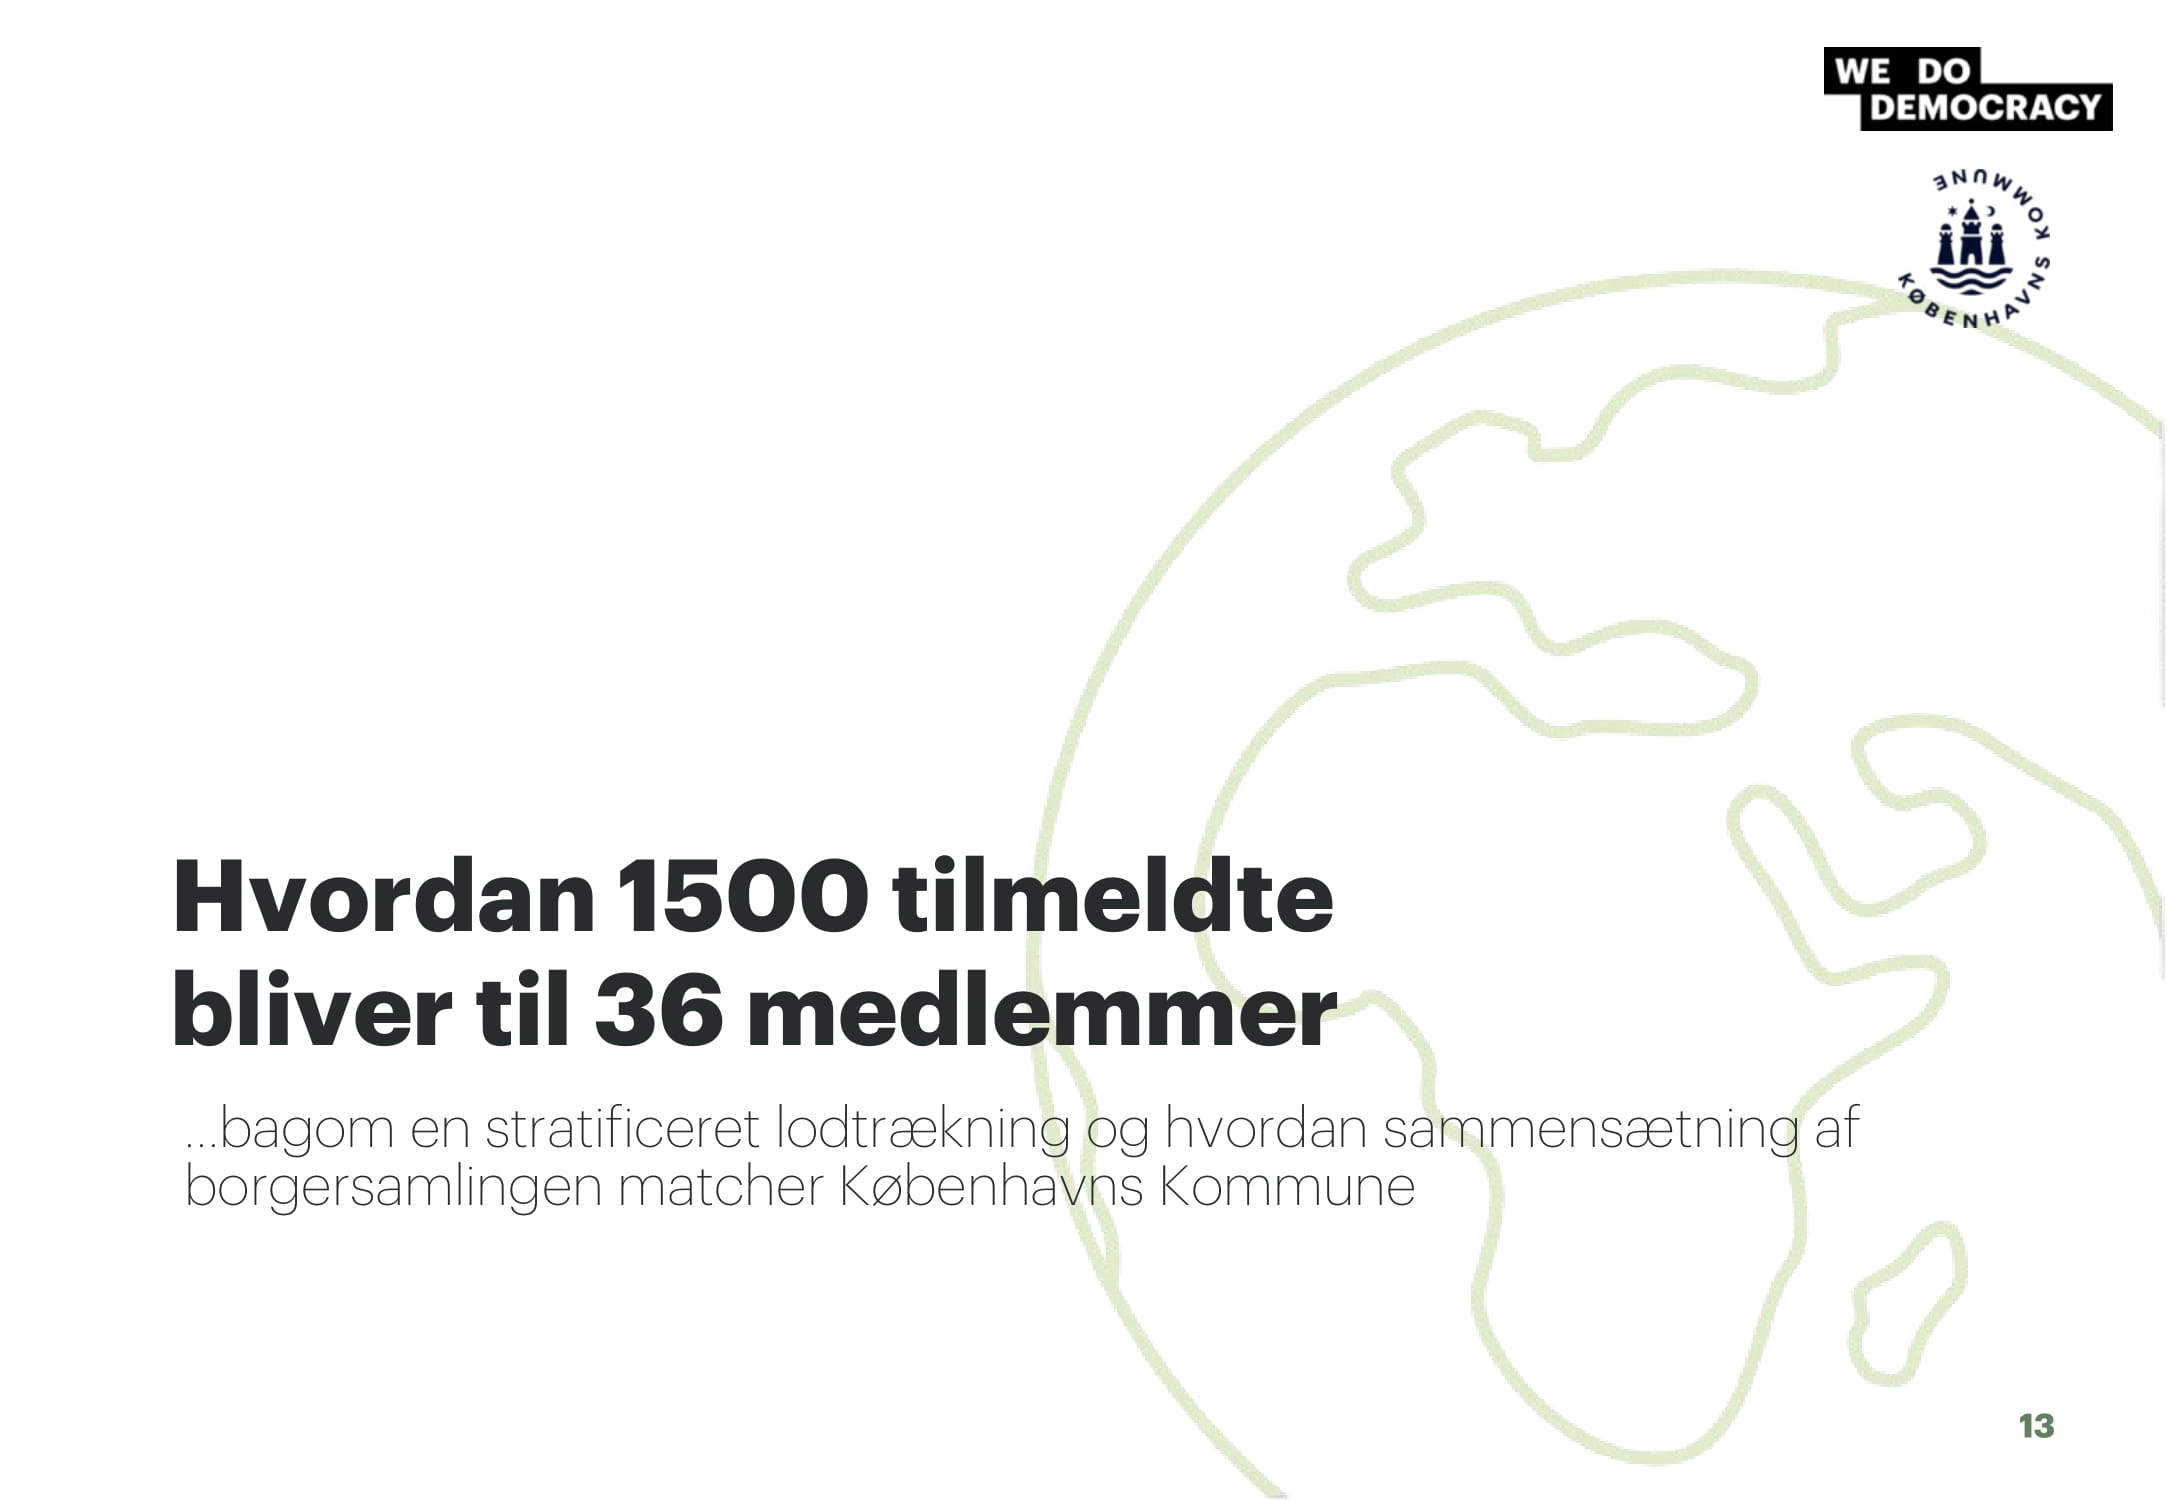 WE DO
DEMOCRACY
KØBENHAVNS KOMMUNE
Hvordan 1500 tilmeldte
bliver til 36 medlemmer
...bagom en stratificeret lodtrækning og hvordan sammensætning af
borgersamlingen matcher Københavns Kommune
13